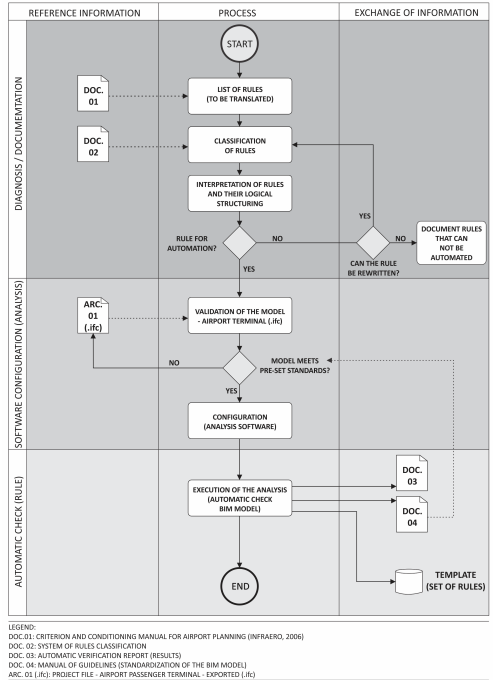 REFERENCE INFORMATION
PROCESS
EXCHANGE OF INFORMATION
DIAGNOSIS / DOCUMEMTATION
START
DOC.
01
LIST OF RULES
(TO BE TRANSLATED)
DOC.
02
CLASSIFICATION
OF RULES
INTERPRETATION OF RULES
AND THEIR LOGICAL
STRUCTURING
YES
RULE FOR
AUTOMATION?
NO
NO
DOCUMENT RULES
THAT CAN
NOT BE
AUTOMATED
CAN THE RULE
BE REWRITTEN?
YES
SOFTWARE CONFIGURATION (ANALYSIS)
ARC.
01
(.ifc)
VALIDATION OF THE MODEL
- AIRPORT TERMINAL (.ifc)
NO
MODEL MEETS
PRE-SET STANDARDS?
YES
CONFIGURATION
(ANALYSIS SOFTWARE)
AUTOMATIC CHECK (RULE)
DOC.
03
EXECUTION OF THE ANALYSIS
(AUTOMATIC CHECK
BIM MODEL)
DOC.
04
END
TEMPLATE
(SET OF RULES)
LEGEND:
DOC.01: CRITERION AND CONDITIONING MANUAL FOR AIRPORT PLANNING (INFRAERO, 2006)
DOC. 02: SYSTEM OF RULES CLASSIFICATION
DOC. 03: AUTOMATIC VERIFICATION REPORT (RESULTS)
DOC. 04: MANUAL OF GUIDELINES (STANDARDIZATION OF THE BIM MODEL)
ARC. 01 (.ifc): PROJECT FILE - AIRPORT PASSENGER TERMINAL - EXPORTED (.ifc)